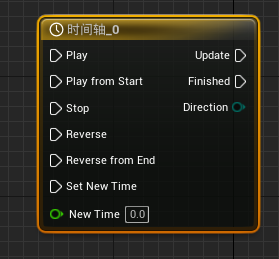 时间轴_0
Play Update
Play from Start Finished
Stop Direction
Reverse
Reverse from End
Set New Time
New Time 0.0